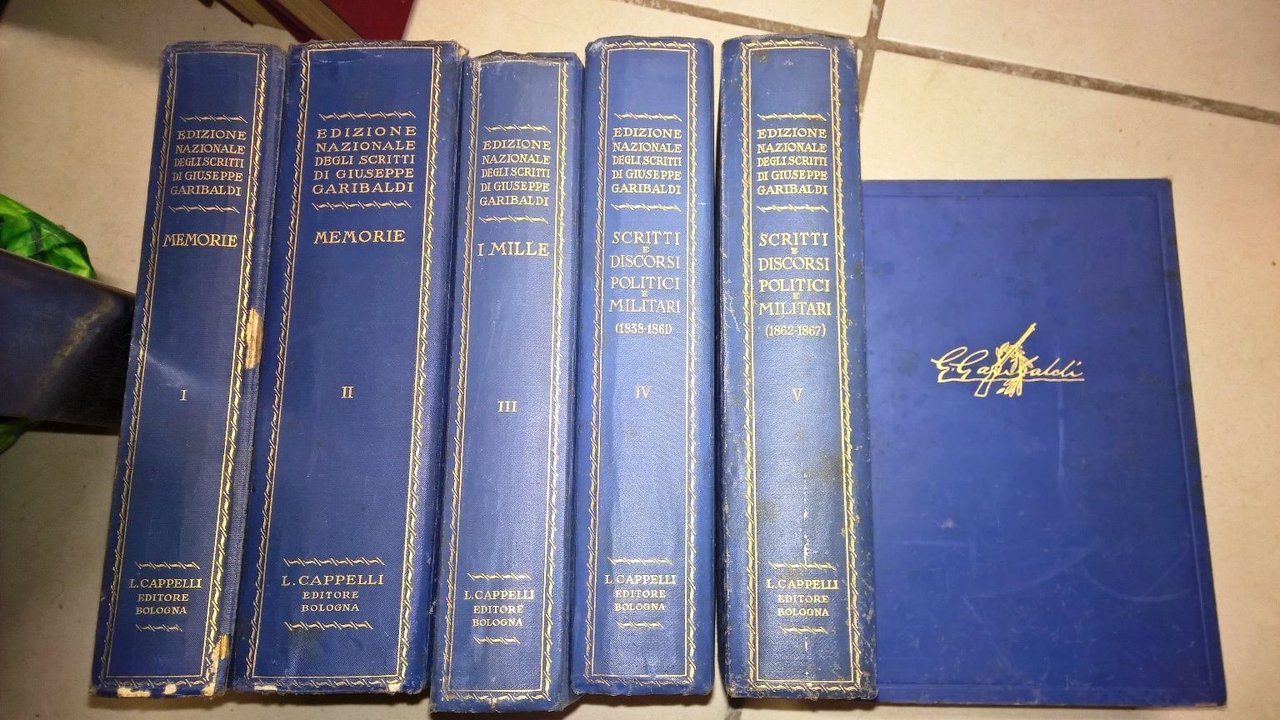 EDIZIONE
NAZIONALE
DEGLI SCRITTI
DI GIUSEPPE
GARIBALDI
MEMORIE
I
L. CAPPELLI
EDITORE
BOLOGNA
EDIZIONE
NAZIONALE
DEGLI SCRITTI
DI GIUSEPPE
GARIBALDI
MEMORIE
II
L. CAPPELLI
EDITORE
BOLOGNA
EDIZIONE
NAZIONALE
DEGLI SCRITTI
DI GIUSEPPE
GARIBALDI
I MILLE
III
L. CAPPELLI
EDITORE
BOLOGNA
EDIZIONE
NAZIONALE
DEGLI SCRITTI
DI GIUSEPPE
GARIBALDI
SCRITTI
E
DISCORSI
POLITICI
E
MILITARI
(1838-1861)
IV
L. CAPPELLI
EDITORE
BOLOGNA
EDIZIONE
NAZIONALE
DEGLI SCRITTI
DI GIUSEPPE
GARIBALDI
SCRITTI
E
DISCORSI
POLITICI
E
MILITARI
(1862-1867)
V
L. CAPPELLI
EDITORE
BOLOGNA
G. Garibaldi